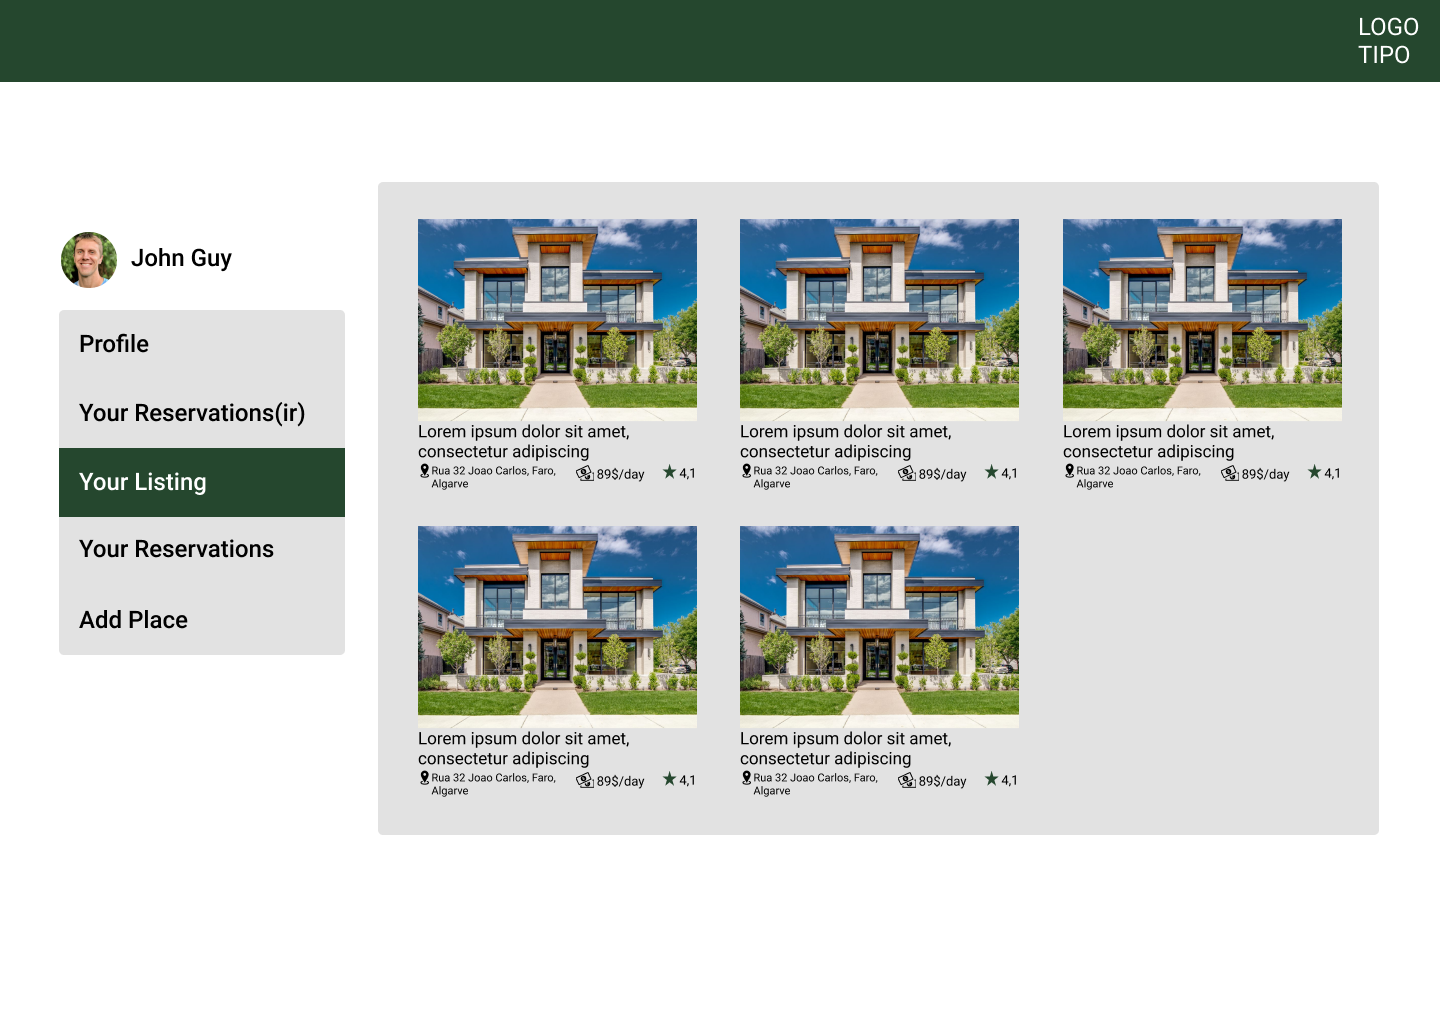 LOGO
TIPO
John Guy
Profile
Your Reservations(ir)
Your Listing
Your Reservations
Add Place
Lorem ipsum dolor sit amet,
consectetur adipiscing
Rua 32 Joao Carlos, Faro,
Algarve
89$/day
4,1
Lorem ipsum dolor sit amet,
consectetur adipiscing
Rua 32 Joao Carlos, Faro,
Algarve
89$/day
4,1
Lorem ipsum dolor sit amet,
consectetur adipiscing
Rua 32 Joao Carlos, Faro,
Algarve
89$/day
4,1
Lorem ipsum dolor sit amet,
consectetur adipiscing
Rua 32 Joao Carlos, Faro,
Algarve
89$/day
4,1
Lorem ipsum dolor sit amet,
consectetur adipiscing
Rua 32 Joao Carlos, Faro,
Algarve
89$/day
4,1